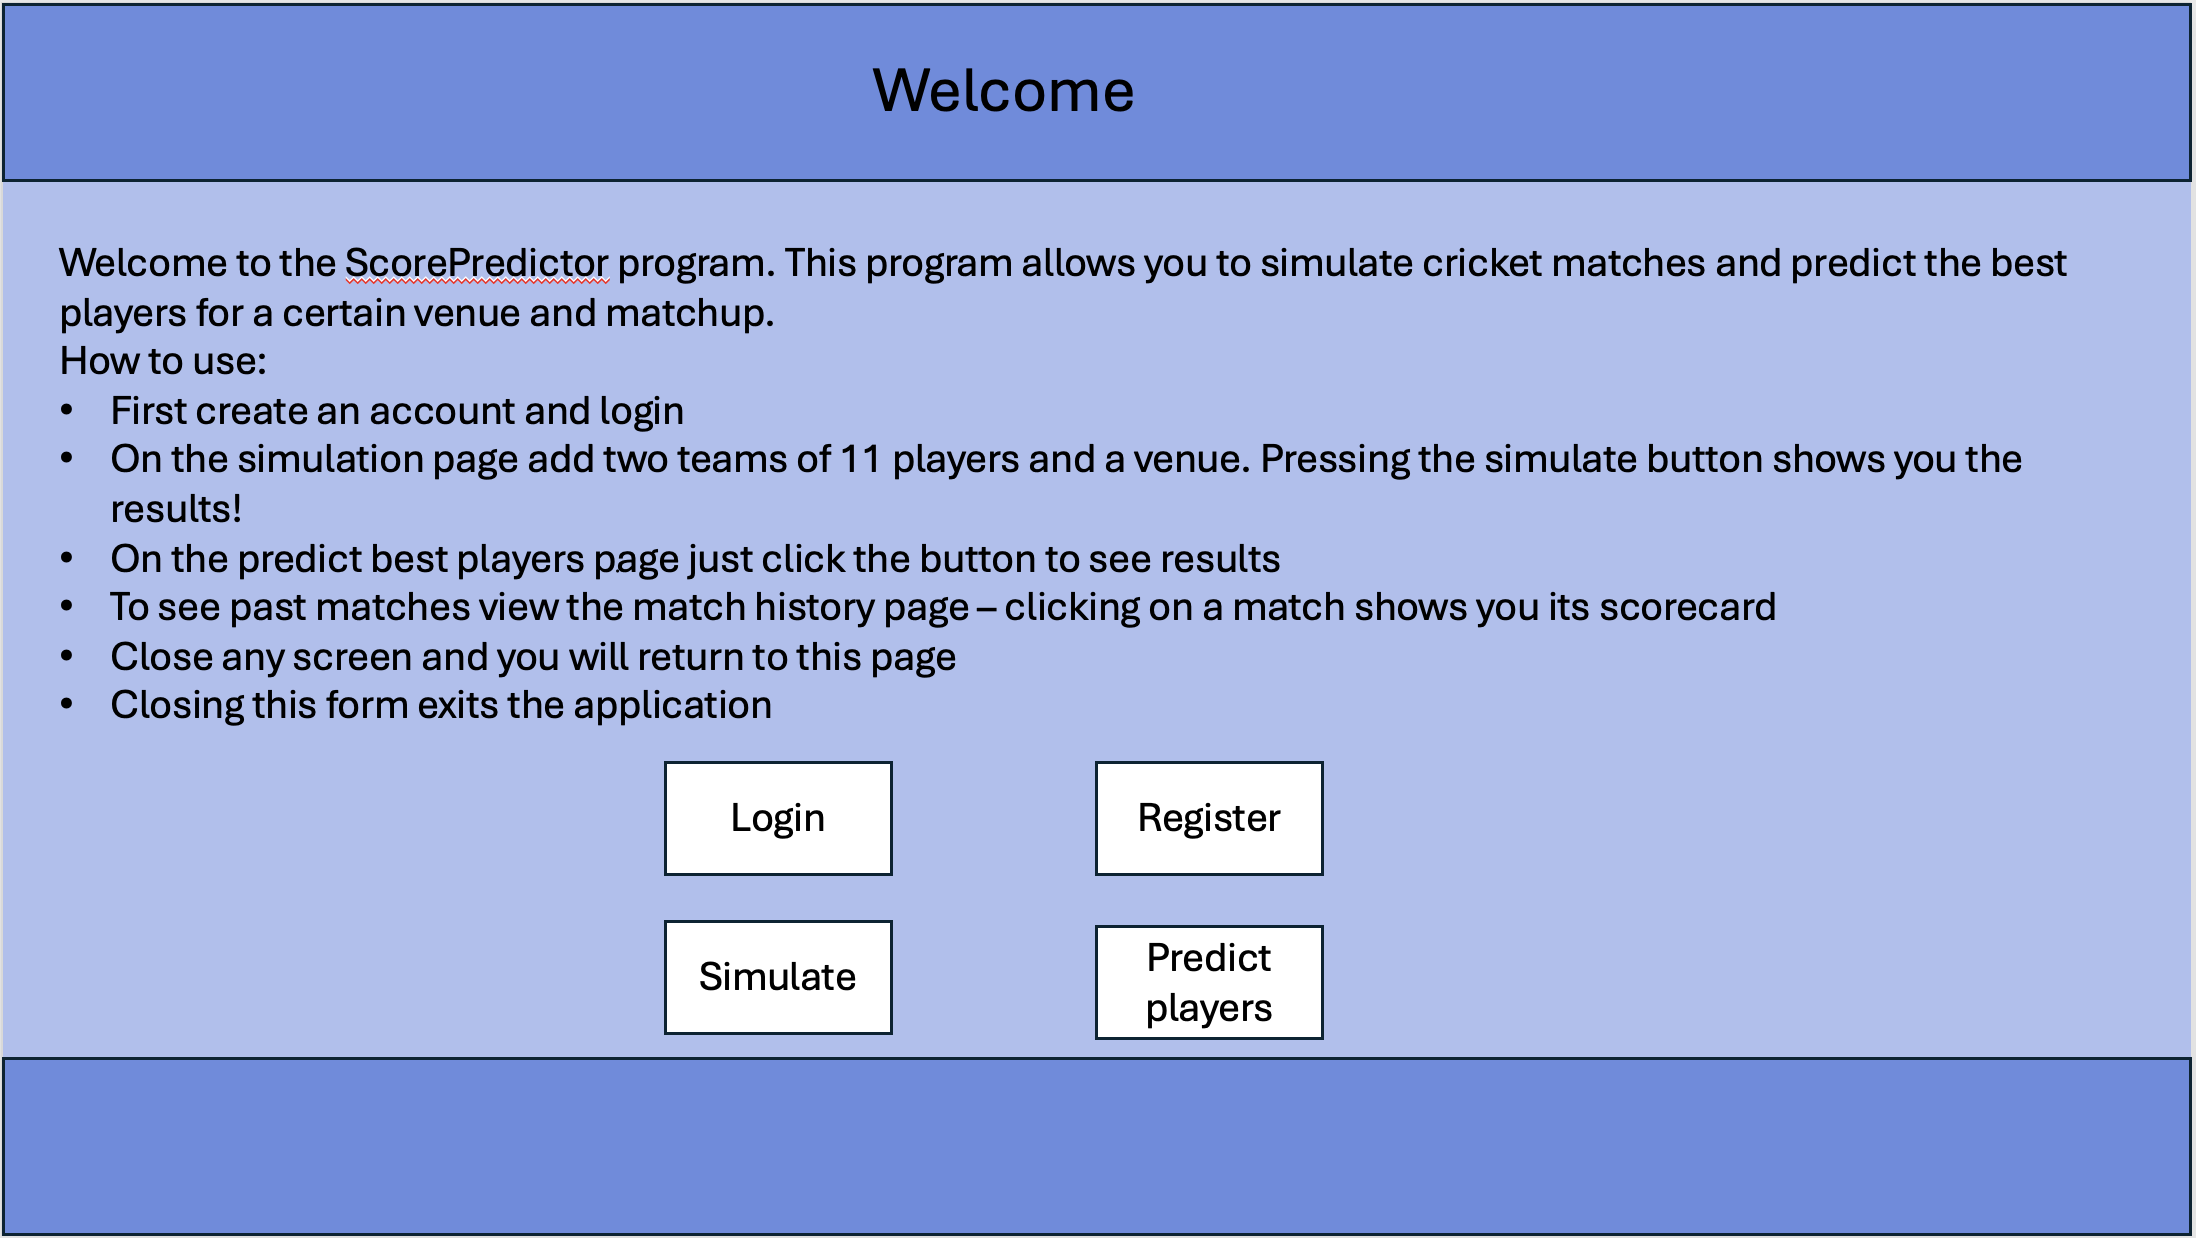 Welcome
Welcome to the ScorePredictor program. This program allows you to simulate cricket matches and predict the best
players for a certain venue and matchup.
How to use:
• First create an account and login
• On the simulation page add two teams of 11 players and a venue. Pressing the simulate button shows you the
results!
• On the predict best players page just click the button to see results
• To see past matches view the match history page – clicking on a match shows you its scorecard
• Close any screen and you will return to this page
• Closing this form exits the application
Login
Register
Simulate
Predict
players